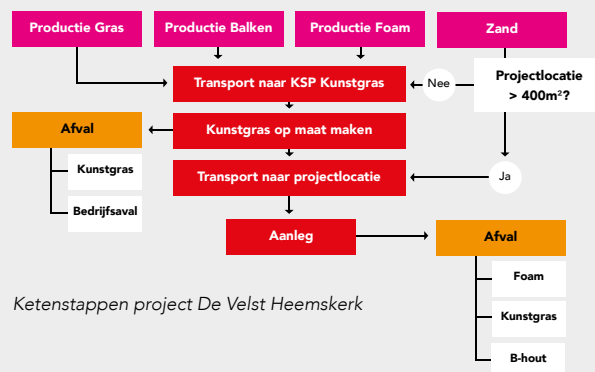 Productie Gras
Productie Balken
Productie Foam
Zand
Transport naar KSP Kunstgras
Nee
Projectlocatie
> 400m²?
Afval
Kunstgras op maat maken
Kunstgras
Transport naar projectlocatie
Ja
Bedrijfsaval
Aanleg
Afval
Foam
Ketenstappen project De Velst Heemskerk
Kunstgras
B-hout